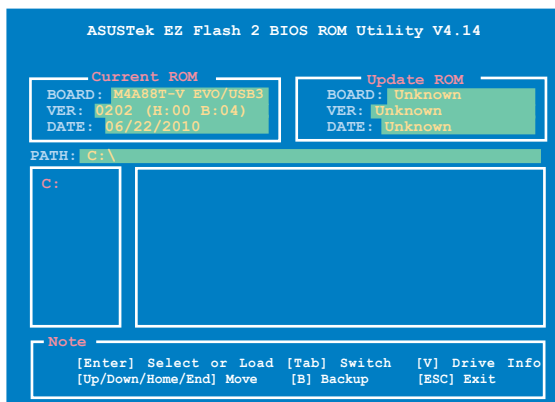 ASUSTek EZ Flash 2 BIOS ROM Utility V4.14
Current ROM
BOARD: M4A88T-V EVO/USB3
VER: 0202 (H:00 B:04)
DATE: 06/22/2010
Update ROM
BOARD: Unknown
VER: Unknown
DATE: Unknown
PATH: C:\
C:
Note
[Enter] Select or Load [Tab] Switch [V] Drive Info
[Up/Down/Home/End] Move [B] Backup [ESC] Exit